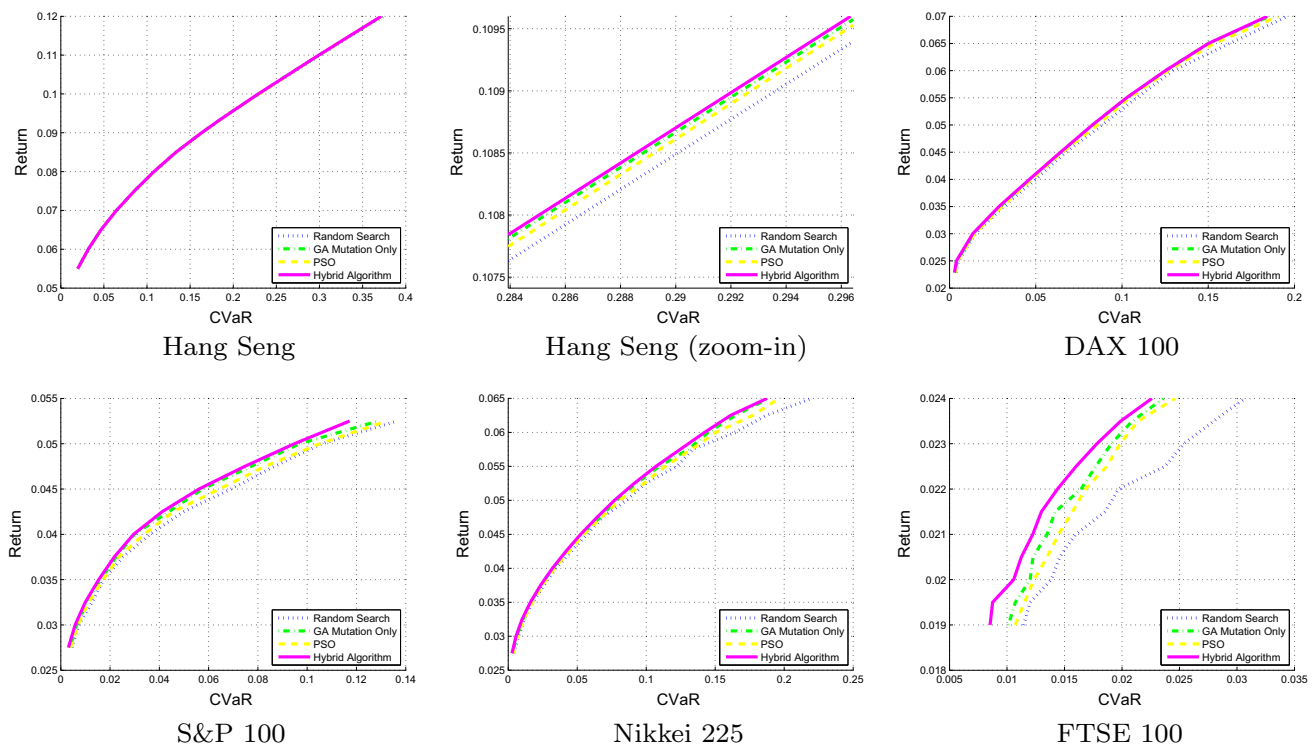 Return
0.12
0.11
0.1
0.09
0.08
0.07
0.06
0.05
0 0.05 0.1 0.15 0.2 0.25 0.3 0.35 0.4
CVaR
Random Search
GA Mutation Only
PSO
Hybrid Algorithm
Hang Seng
Return
0.1095
0.109
0.1085
0.108
0.1075
0.284 0.286 0.288 0.29 0.292 0.294 0.296
CVaR
Random Search
GA Mutation Only
PSO
Hybrid Algorithm
Hang Seng (zoom-in)
Return
0.07
0.065
0.06
0.055
0.05
0.045
0.04
0.035
0.03
0.025
0.02
0 0.05 0.1 0.15 0.2
CVaR
Random Search
GA Mutation Only
PSO
Hybrid Algorithm
DAX 100
Return
0.055
0.05
0.045
0.04
0.035
0.03
0.025
0 0.02 0.04 0.06 0.08 0.1 0.12 0.14
CVaR
Random Search
GA Mutation Only
PSO
Hybrid Algorithm
S&P 100
Return
0.065
0.06
0.055
0.05
0.045
0.04
0.035
0.03
0.025
0 0.05 0.1 0.15 0.2 0.25
CVaR
Random Search
GA Mutation Only
PSO
Hybrid Algorithm
Nikkei 225
Return
0.024
0.023
0.022
0.021
0.02
0.019
0.018
0.005 0.01 0.015 0.02 0.025 0.03 0.035
CVaR
Random Search
GA Mutation Only
PSO
Hybrid Algorithm
FTSE 100